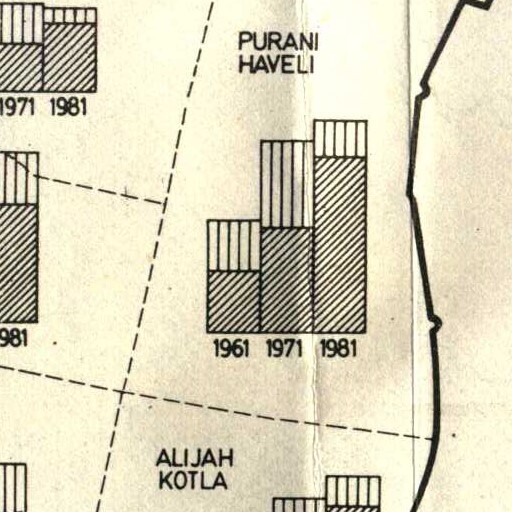 1971 1981
PURANI
HAVELI
981
1961 1971 1981
ALIJAH
KOTLA